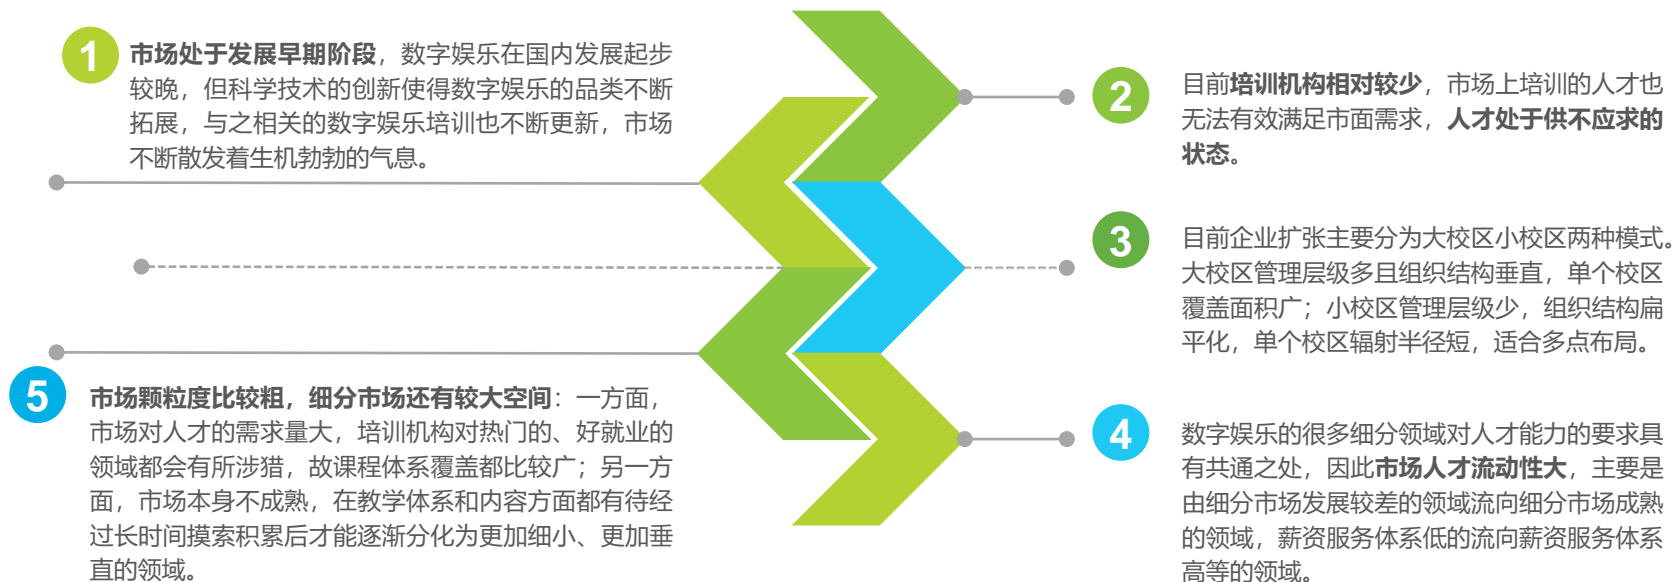 1
市场处于发展早期阶段，数字娱乐在国内发展起步
较晚，但科学技术的创新使得数字娱乐的品类不断
拓展，与之相关的数字娱乐培训也不断更新，市场
不断散发着生机勃勃的气息。
2
目前培训机构相对较少，市场上培训的人才也
无法有效满足市面需求，人才处于供不应求的
状态。
3
目前企业扩张主要分为大校区小校区两种模式。
大校区管理层级多且组织结构垂直，单个校区
覆盖面积广；小校区管理层级少，组织结构扁
平化，单个校区辐射半径短，适合多点布局。
4
数字娱乐的很多细分领域对人才能力的要求具
有共通之处，因此市场人才流动性大，主要是
由细分市场发展较差的领域流向细分市场成熟
的领域，薪资服务体系低的流向薪资服务体系
高等的领域。
5
市场颗粒度比较粗，细分市场还有较大空间：一方面，
市场对人才的需求量大，培训机构对热门的、好就业的
领域都会有所涉猎，故课程体系覆盖都比较广；另一方
面，市场本身不成熟，在教学体系和内容方面都有待经
过长时间摸索积累后才能逐渐分化为更加细小、更加垂
直的领域。